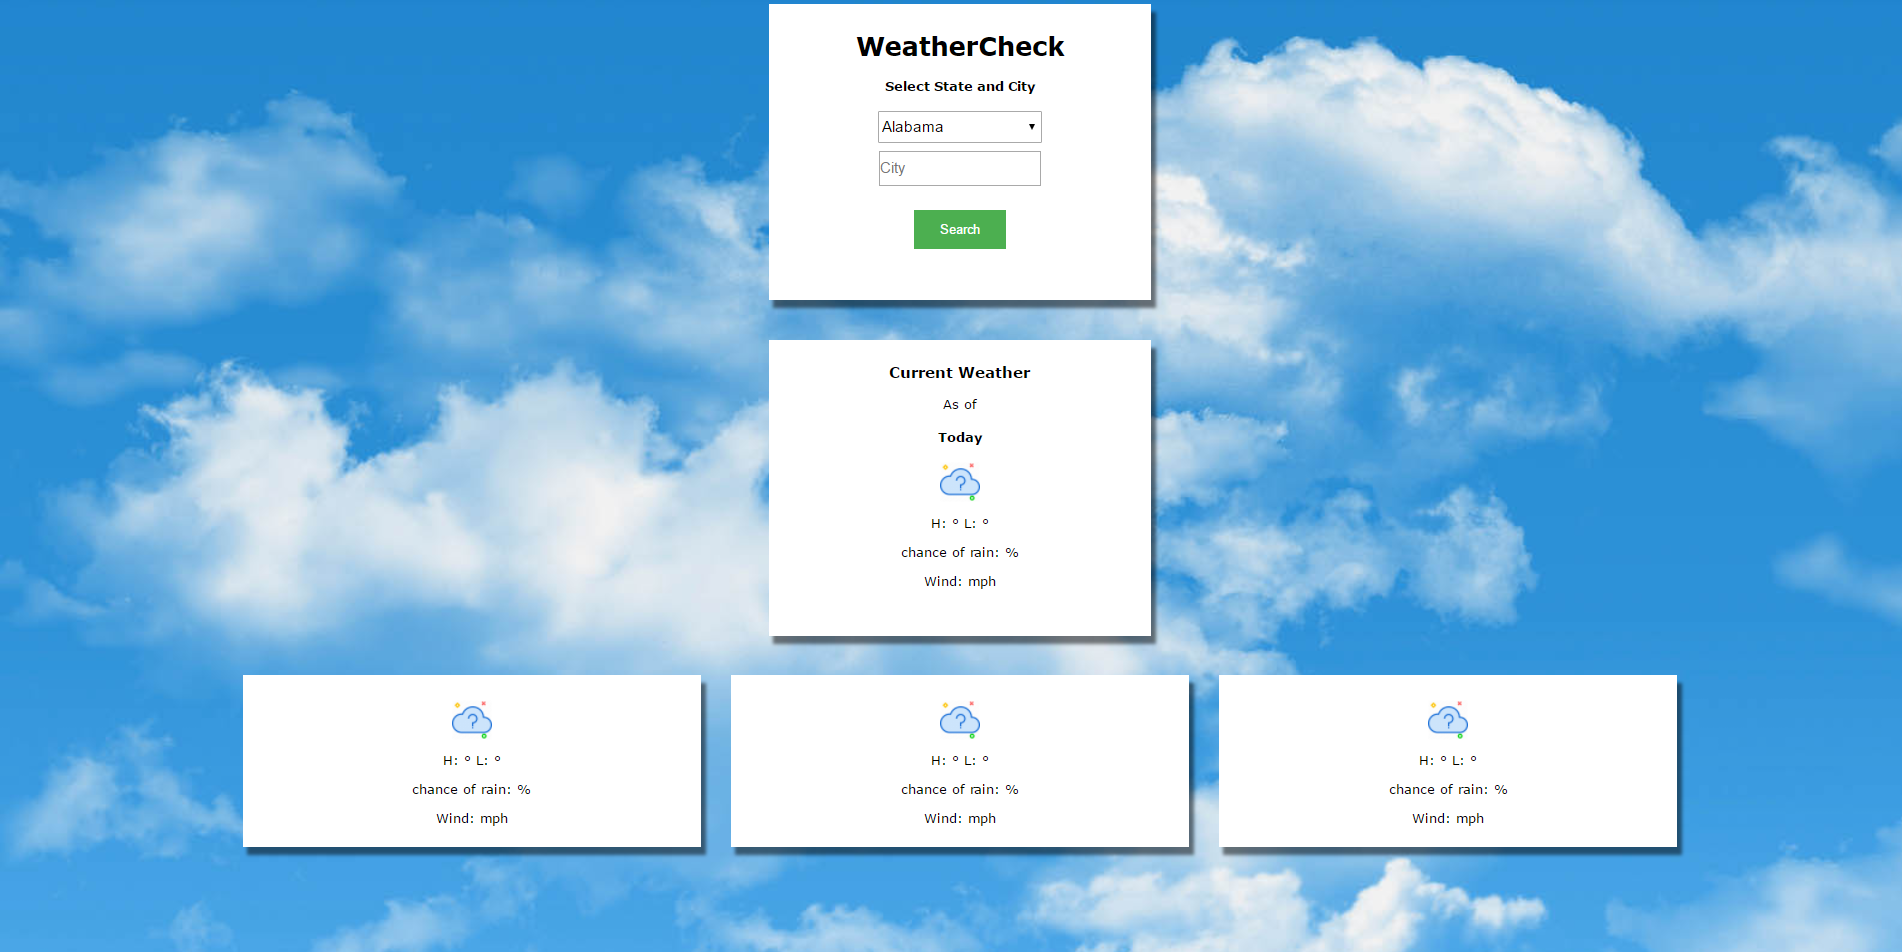 WeatherCheck
Select State and City
Alabama
City
Search
Current Weather
As of
Today
?
H: ° L: °
chance of rain: %
Wind: mph
?
H: ° L: °
chance of rain: %
Wind: mph
?
H: ° L: °
chance of rain: %
Wind: mph
?
H: ° L: °
chance of rain: %
Wind: mph